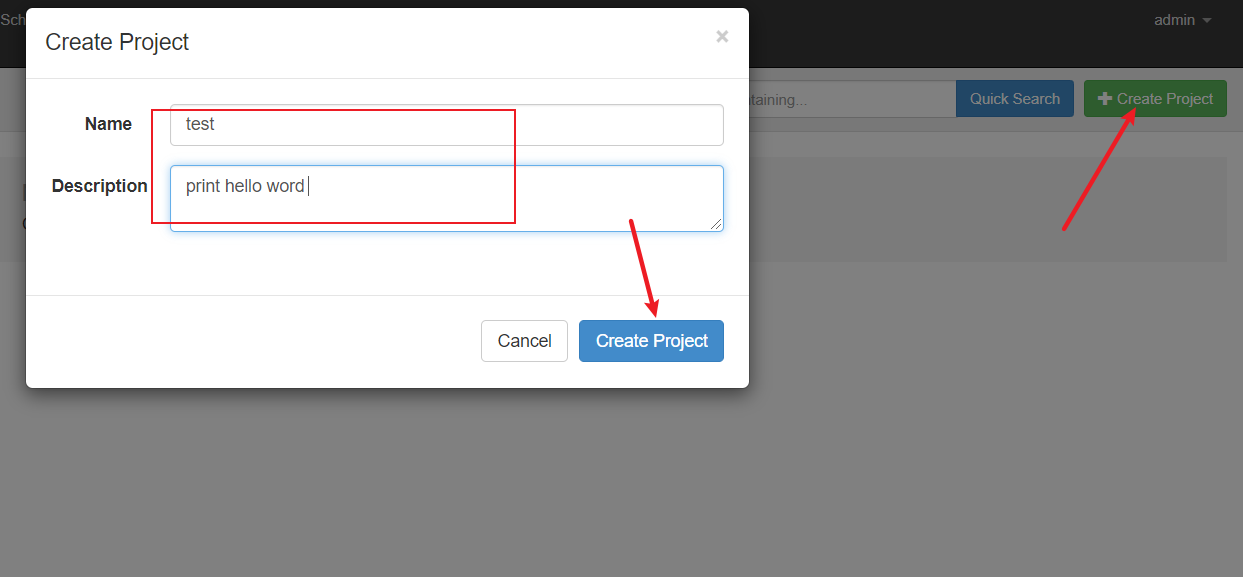 Sch
admin
Create Project
×
taining...
Quick Search
Create Project
Name
test
Description
print hello word
Cancel
Create Project